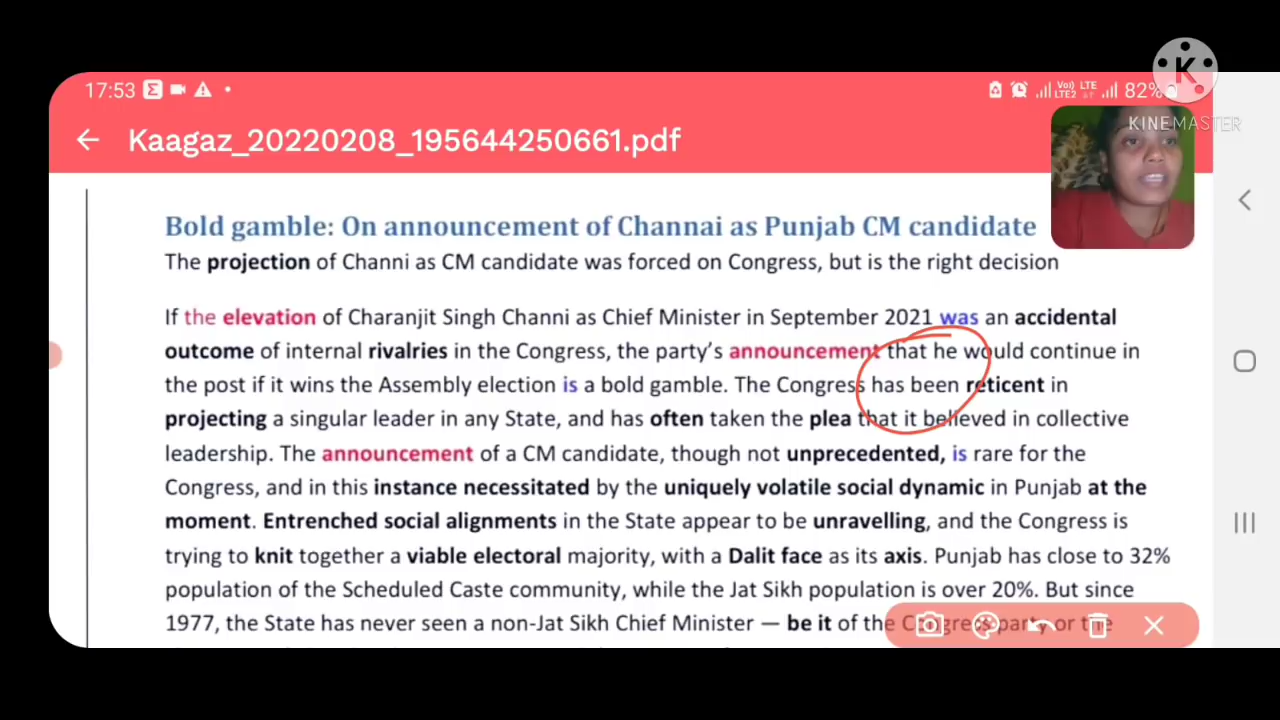 17:53
Vo) LTE
LTE2
82%
KINEMASTER
Kaagaz_20220208_195644250661.pdf
Bold gamble: On announcement of Channai as Punjab CM candidate
The projection of Channi as CM candidate was forced on Congress, but is the right decision
If the elevation of Charanjit Singh Channi as Chief Minister in September 2021 was an accidental
outcome of internal rivalries in the Congress, the party's announcement that he would continue in
the post if it wins the Assembly election is a bold gamble. The Congress has been reticent in
projecting a singular leader in any State, and has often taken the plea that it believed in collective
leadership. The announcement of a CM candidate, though not unprecedented, is rare for the
Congress, and in this instance necessitated by the uniquely volatile social dynamic in Punjab at the
moment. Entrenched social alignments in the State appear to be unravelling, and the Congress is
trying to knit together a viable electoral majority, with a Dalit face as its axis. Punjab has close to 32%
population of the Scheduled Caste community, while the Jat Sikh population is over 20%. But since
1977, the State has never seen a non-Jat Sikh Chief Minister — be it of the Congress party or the